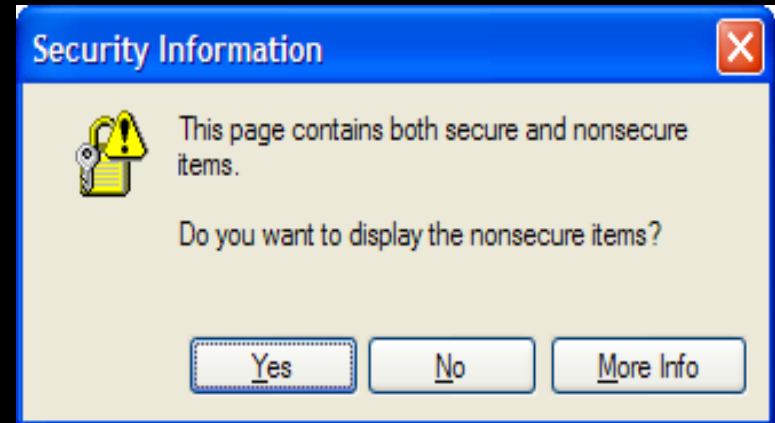 Security Information
This page contains both secure and nonsecure
items.
Do you want to display the nonsecure items?
Yes
No
More Info